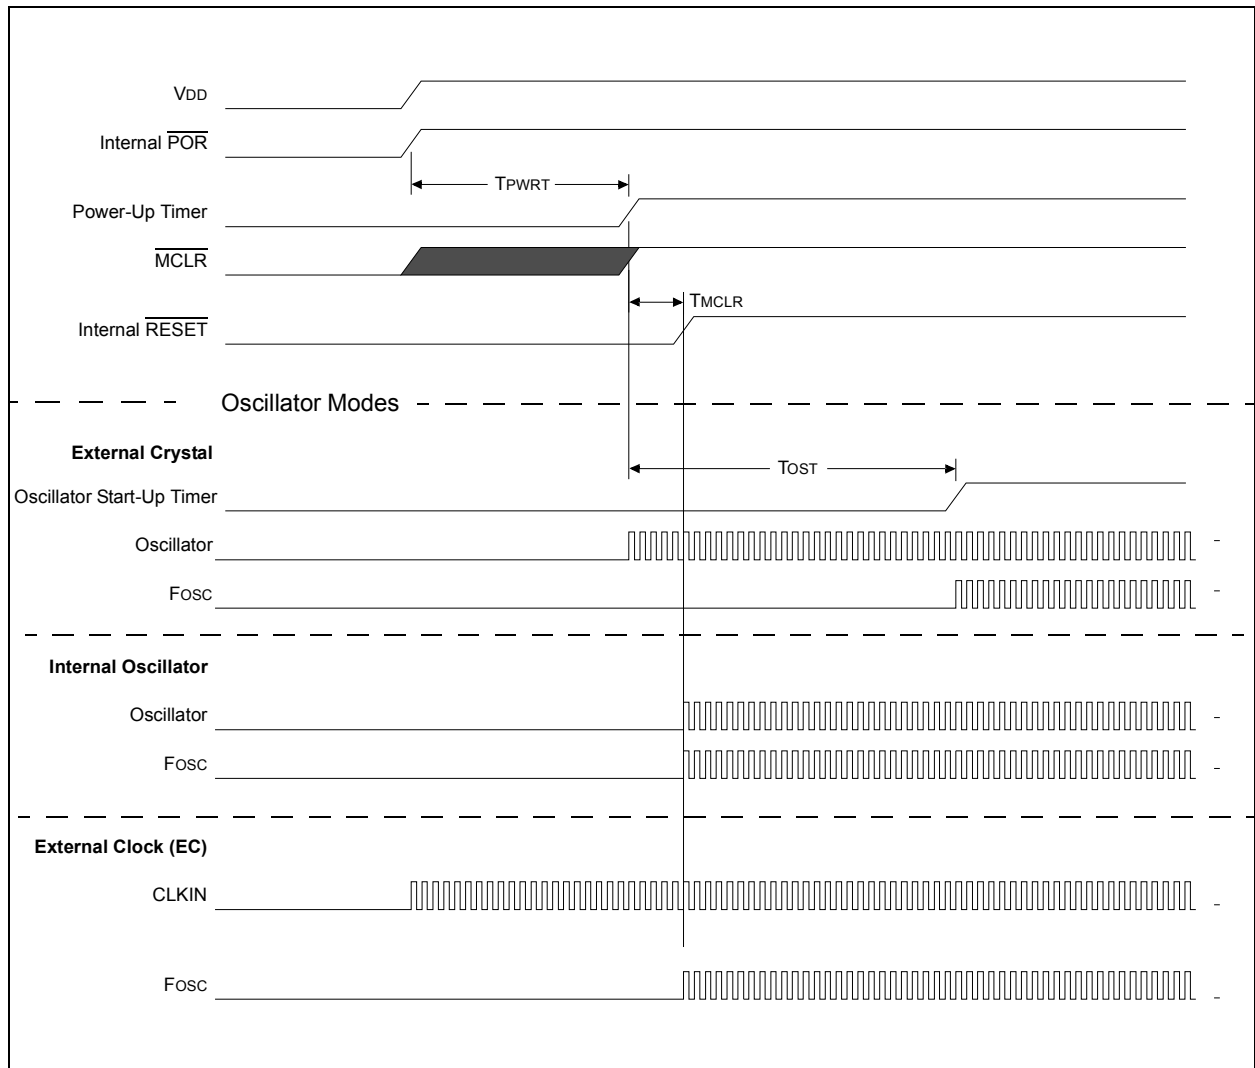 VDD
Internal POR
TPWRT
Power-Up Timer
MCLR
TMCLR
Internal RESET
Oscillator Modes
External Crystal
TOST
Oscillator Start-Up Timer
Oscillator
FOSC
Internal Oscillator
Oscillator
FOSC
External Clock (EC)
CLKIN
FOSC